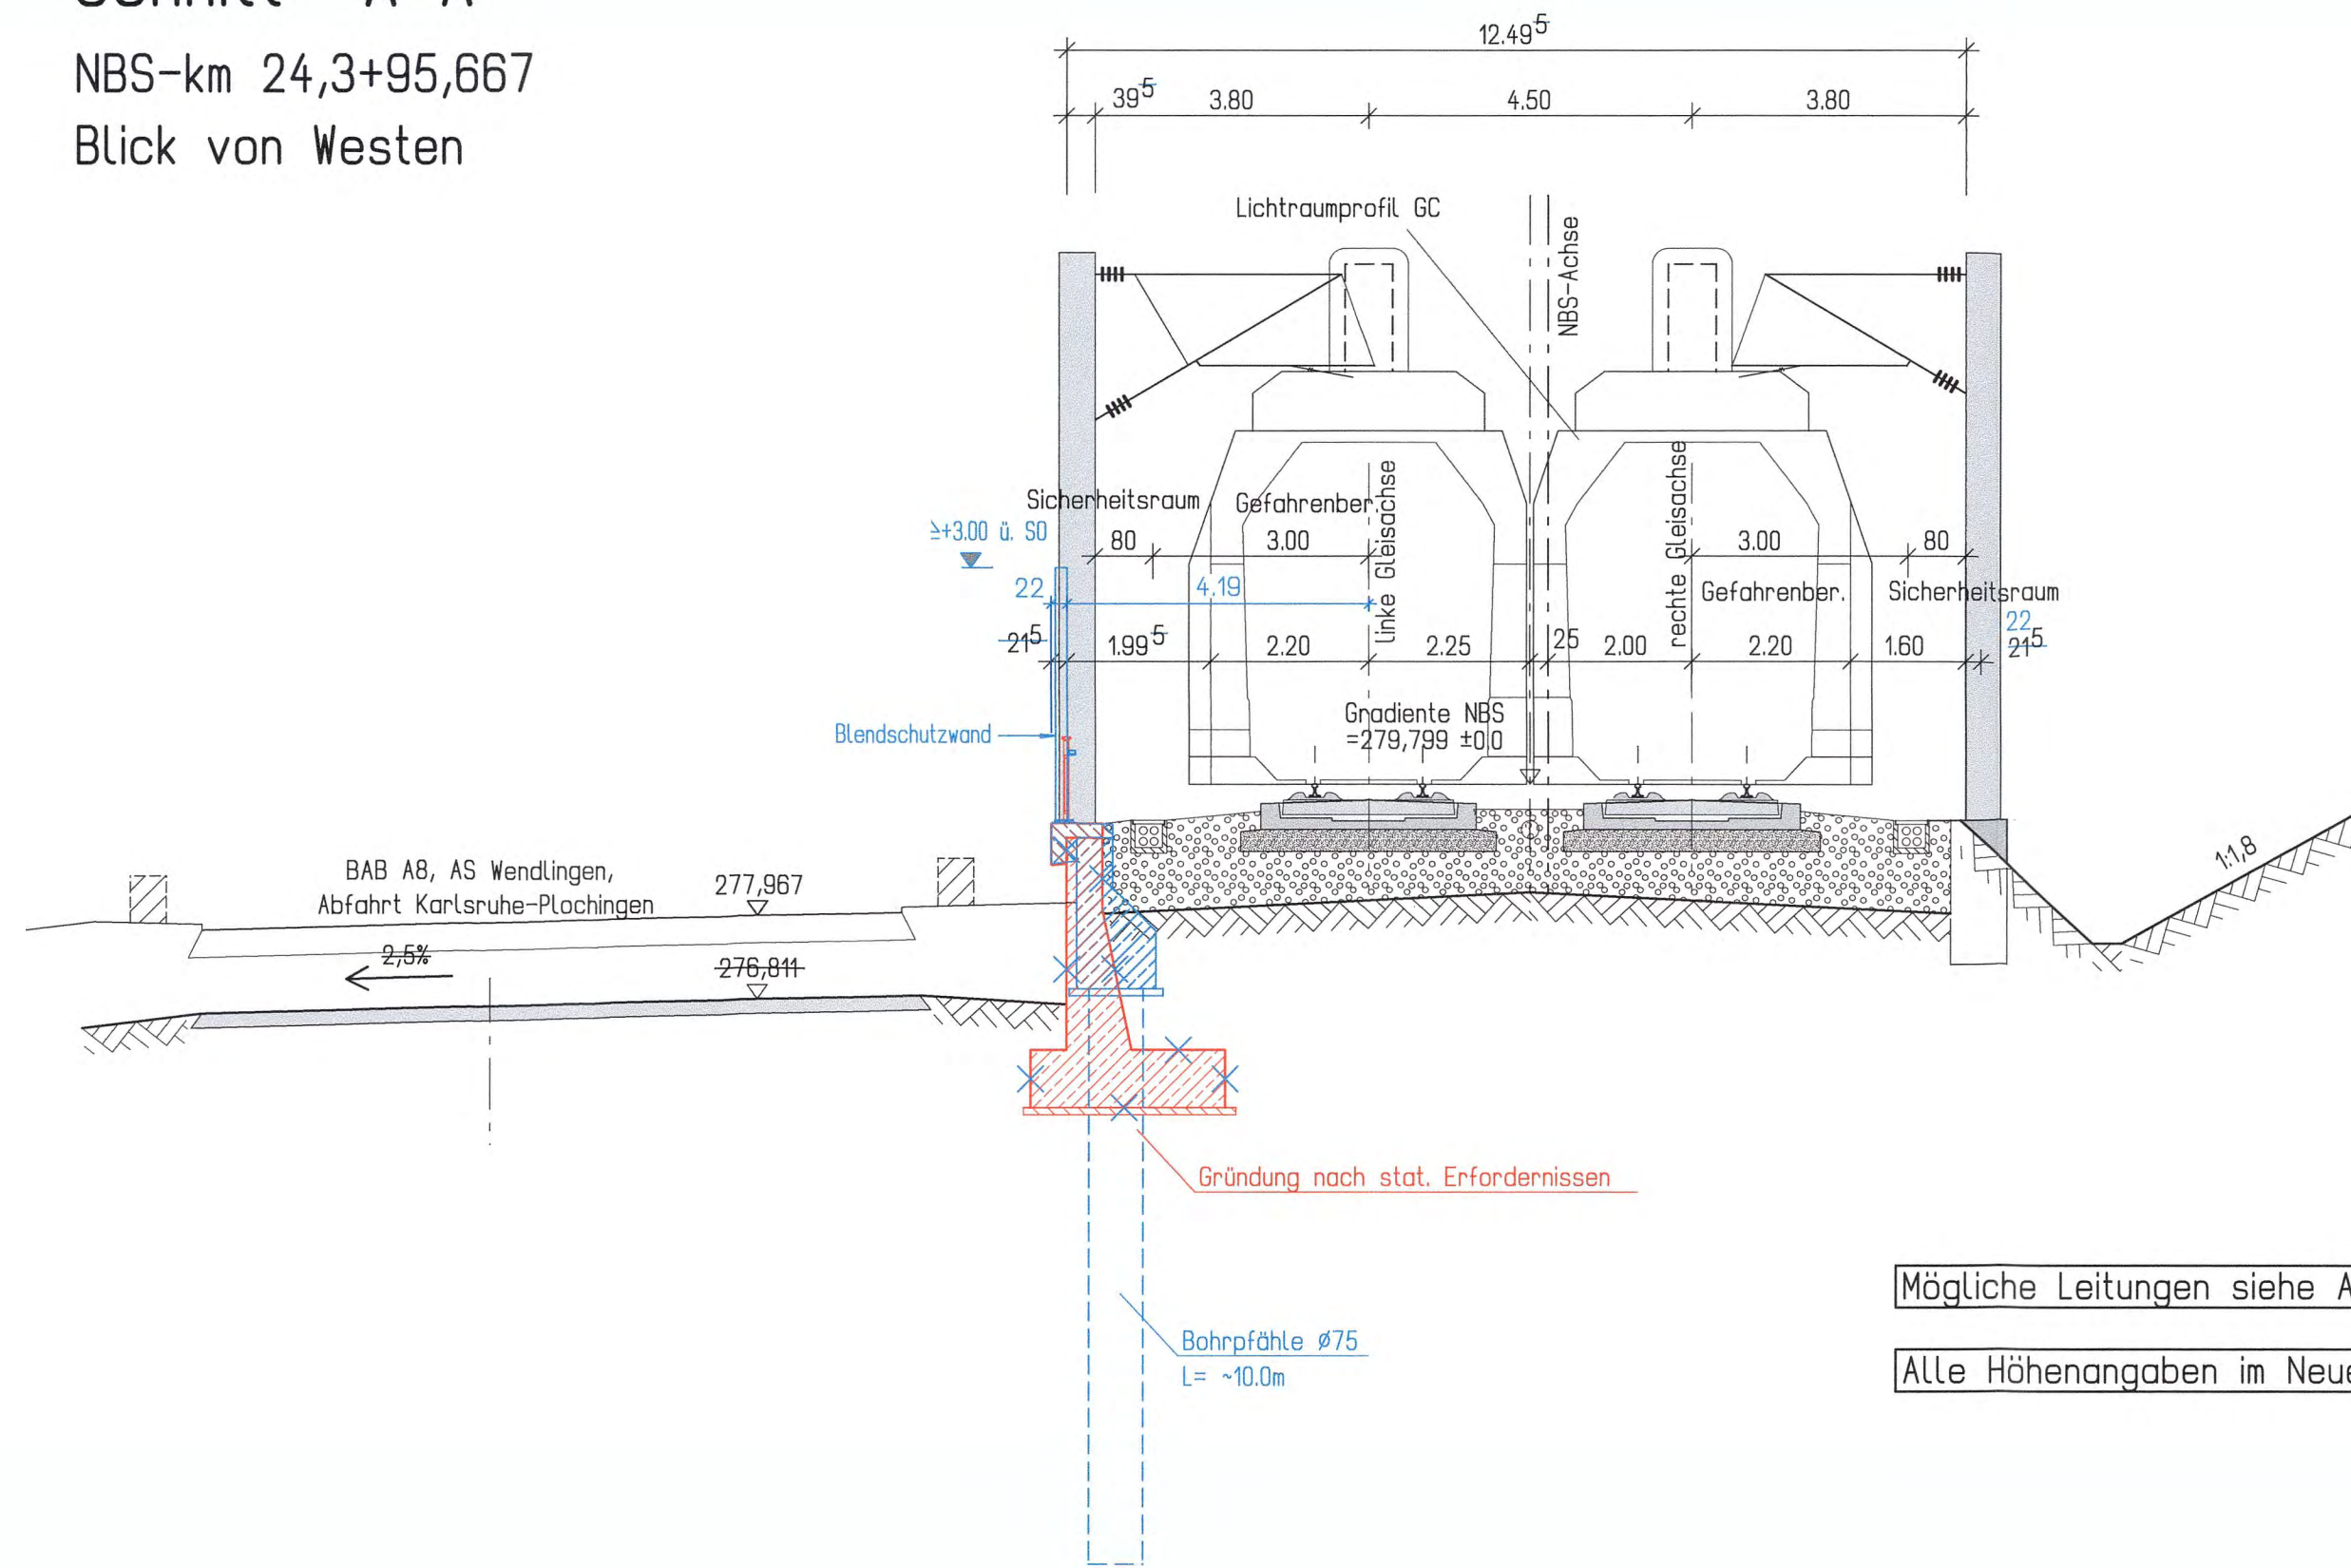 Schnitt A-A
NBS-km 24,3+95,667
Blick von Westen
12.49⁵
39⁵ 3.80 4.50 3.80
Lichtraumprofil GC
NBS-Achse
linke Gleisachse
rechte Gleisachse
Sicherheitsraum Gefahrenber.
≥+3.00 ü. SO
80 3.00 3.00 80
22 4.19
Gefahrenber. Sicherheitsraum
22
21⁵ 1.99⁵ 2.20 2.25 25 2.00 2.20 1.60 21⁵
Gradiente NBS
=279,799 ±0.0
Blendschutzwand
1:1,8
BAB A8, AS Wendlingen,
Abfahrt Karlsruhe-Plochingen
277,967
2,5%
276,811
Gründung nach stat. Erfordernissen
Bohrpfähle Ø75
L= ~10.0m
Mögliche Leitungen siehe A
Alle Höhenangaben im Neue